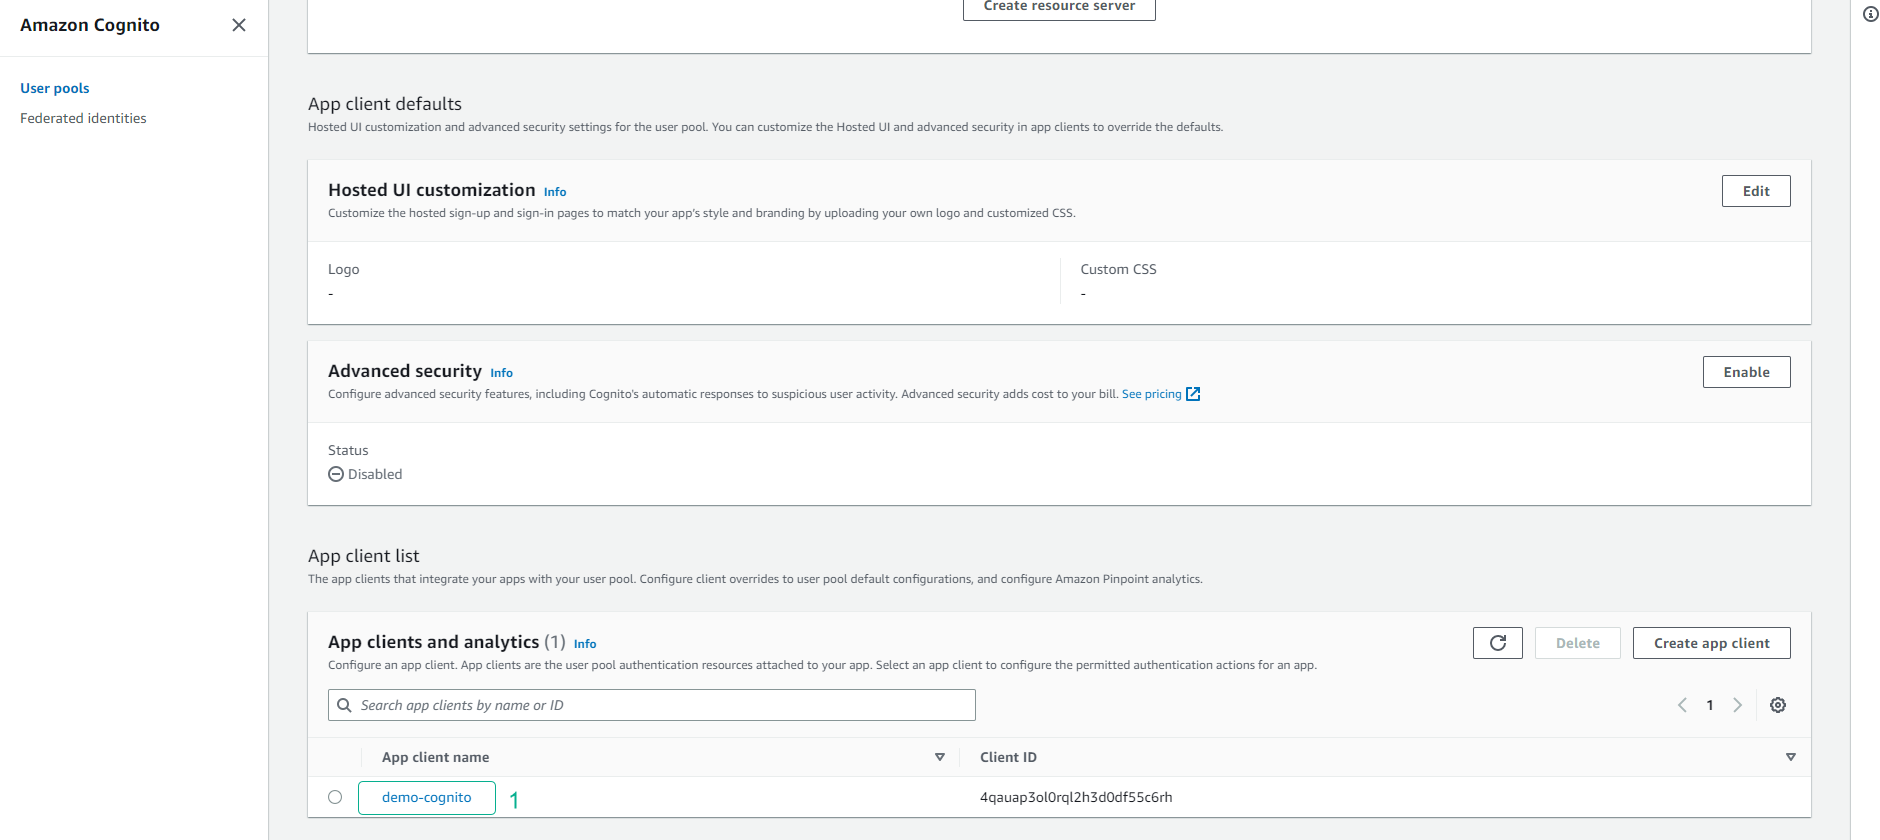 Amazon Cognito
User pools
Federated identities
Create resource server
App client defaults
Hosted UI customization and advanced security settings for the user pool. You can customize the Hosted UI and advanced security in app clients to override the defaults.
Hosted UI customization Info
Edit
Customize the hosted sign-up and sign-in pages to match your app's style and branding by uploading your own logo and customized CSS.
Logo
-
Custom CSS
-
Advanced security Info
Enable
Configure advanced security features, including Cognito's automatic responses to suspicious user activity. Advanced security adds cost to your bill. See pricing
Status
Disabled
App client list
The app clients that integrate your apps with your user pool. Configure client overrides to user pool default configurations, and configure Amazon Pinpoint analytics.
App clients and analytics (1) Info
Delete
Create app client
Configure an app client. App clients are the user pool authentication resources attached to your app. Select an app client to configure the permitted authentication actions for an app.
Search app clients by name or ID
1
App client name
Client ID
demo-cognito
1
4qauap3ol0rql2h3d0df55c6rh